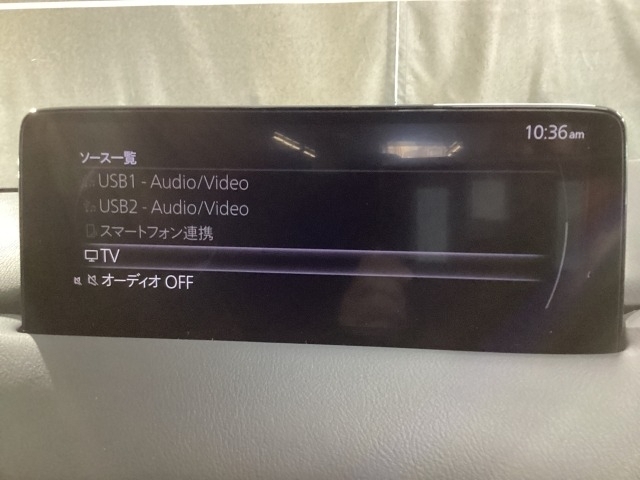 10:36am
ソース一覧
USB1 - Audio/Video
USB2 - Audio/Video
スマートフォン連携
TV
オーディオ OFF